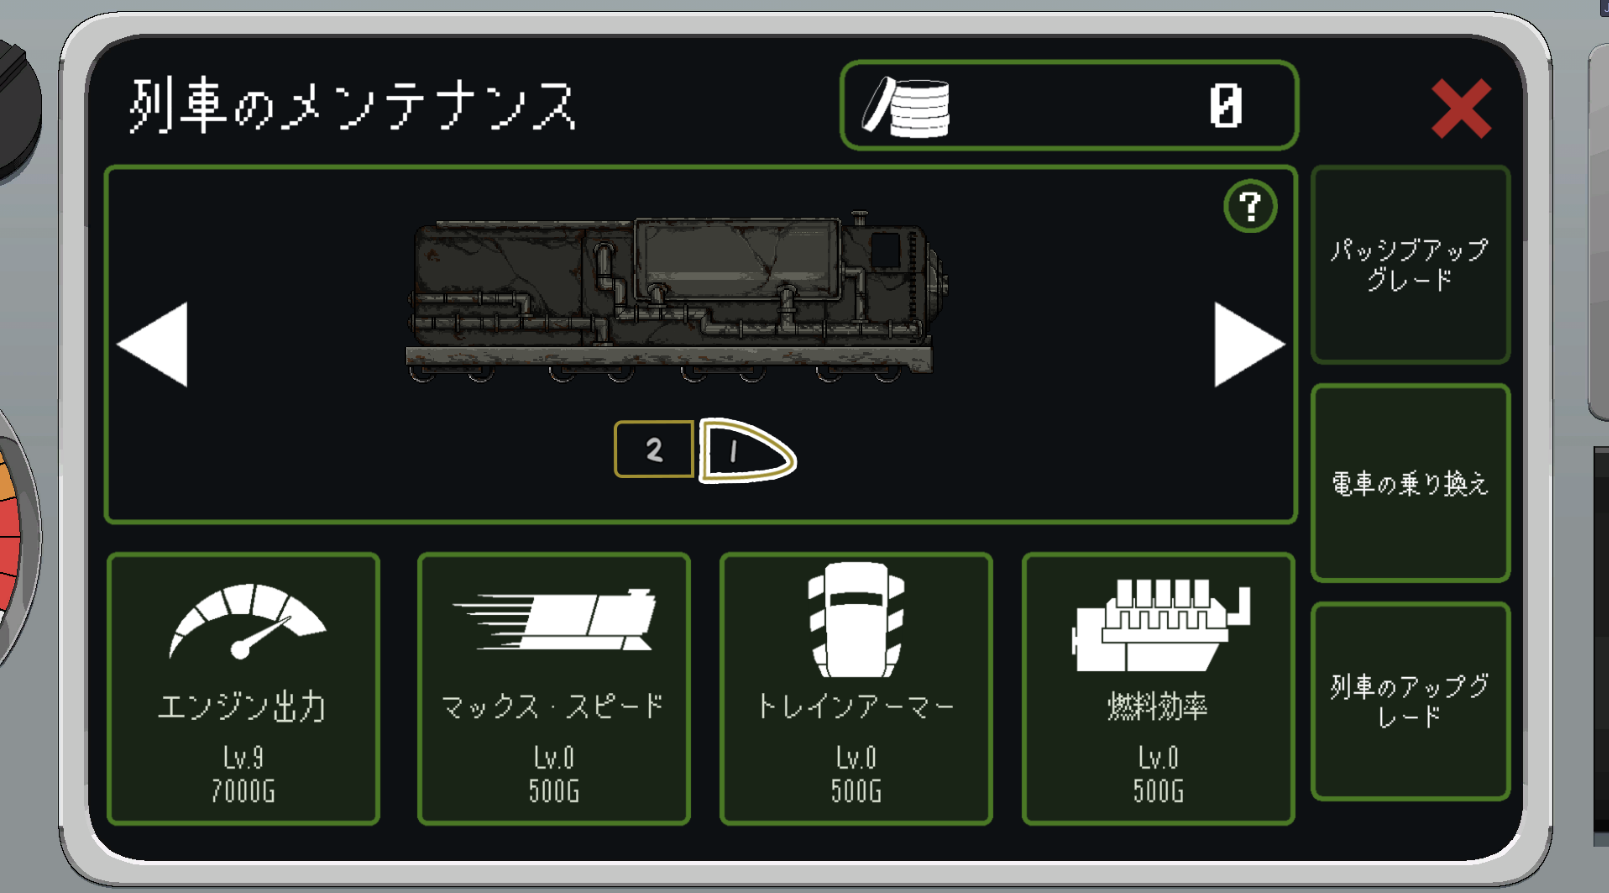 列車のメンテナンス
0
?
パッシブアップ
グレード
2
1
電車の乗り換え
列車のアップグ
レード
エンジン出力
Lv.9
7000G
マックス・スピード
Lv.0
500G
トレインアーマー
Lv.0
500G
燃料効率
Lv.0
500G